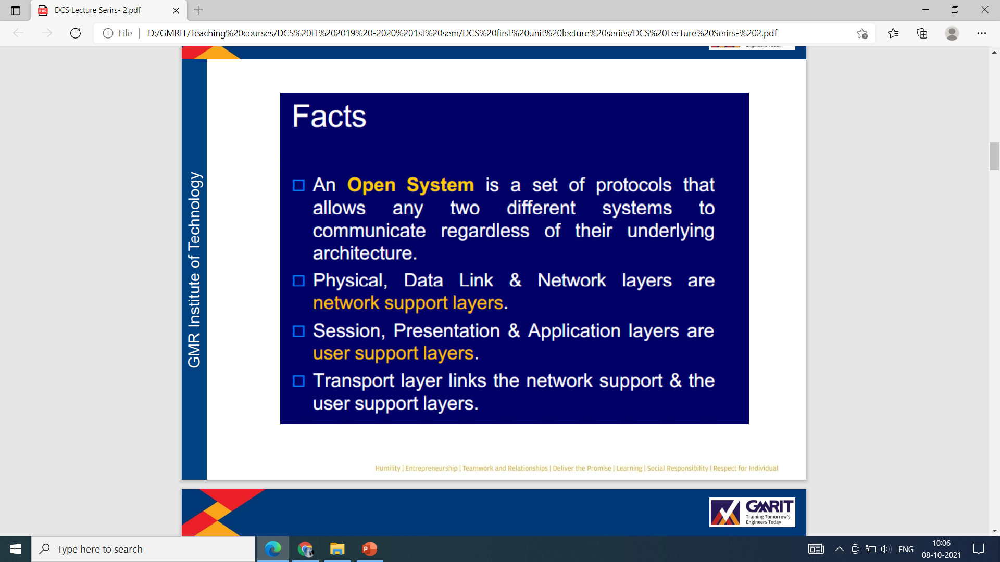 DCS Lecture Serirs- 2.pdf
File
D:/GMRIT/Teaching%20courses/DCS%20IT%202019%20-2020%201st%20sem/DCS%20first%20unit%20lecture%20series/DCS%20Lecture%20Serirs-%202.pdf
GMR Institute of Technology
Facts
An Open System is a set of protocols that
allows any two different systems to
communicate regardless of their underlying
architecture.
Physical, Data Link & Network layers are
network support layers.
Session, Presentation & Application layers are
user support layers.
Transport layer links the network support & the
user support layers.
Humility | Entrepreneurship | Teamwork and Relationships | Deliver the Promise | Learning | Social Responsibility | Respect for Individual
GMRIT
Training Tomorrow's
Engineers Today
Type here to search
ENG
10:06
08-10-2021